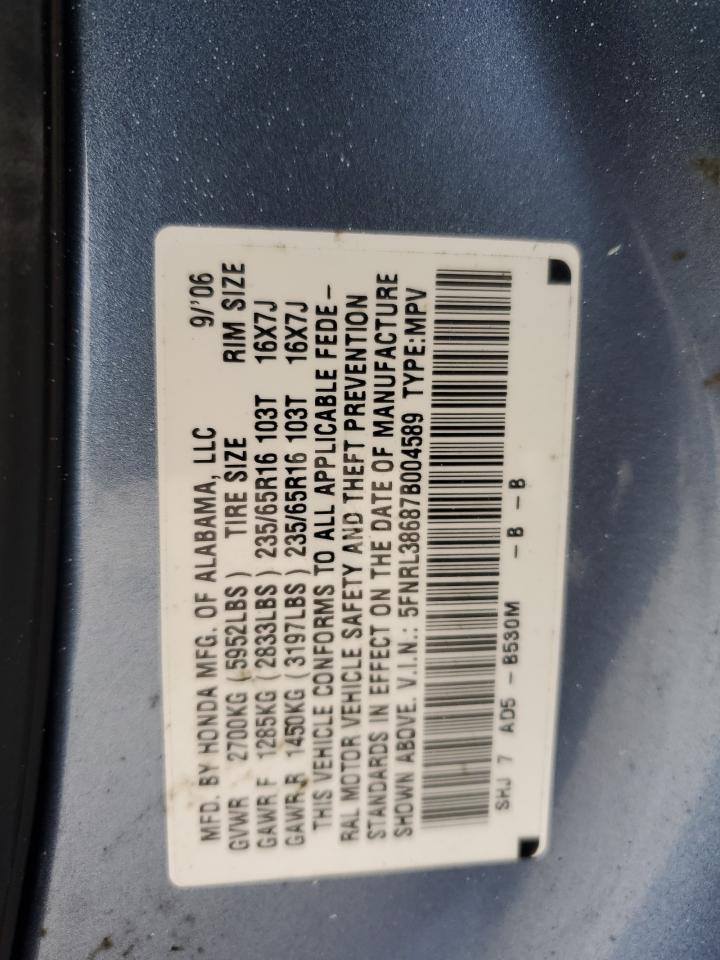 MFD. BY HONDA MFG. OF ALABAMA, LLC 9/'06
GVWR 2700KG (5952LBS) TIRE SIZE RIM SIZE
GAWR F 1285KG (2833LBS) 235/65R16 103T 16X7J
GAWR R 1450KG (3197LBS) 235/65R16 103T 16X7J
THIS VEHICLE CONFORMS TO ALL APPLICABLE FEDE-
RAL MOTOR VEHICLE SAFETY AND THEFT PREVENTION
STANDARDS IN EFFECT ON THE DATE OF MANUFACTURE
SHOWN ABOVE. V.I.N.: 5FNRL38687B004589 TYPE:MPV
SHJ 7 AD5 -B530M -B -B